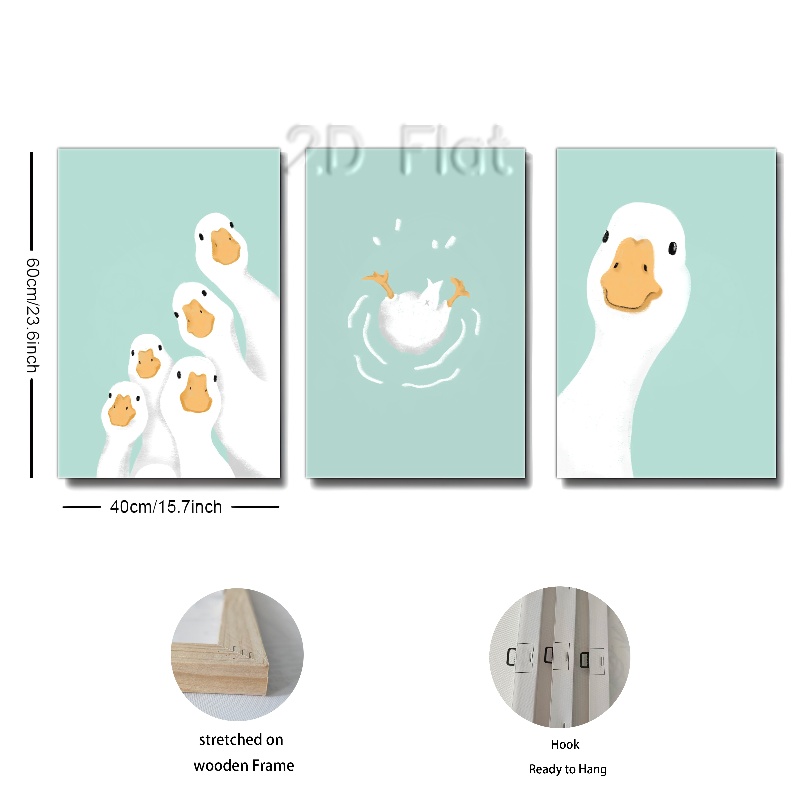 2D Flat
60cm/23.6inch
40cm/15.7inch
stretched on
wooden Frame
Hook
Ready to Hang